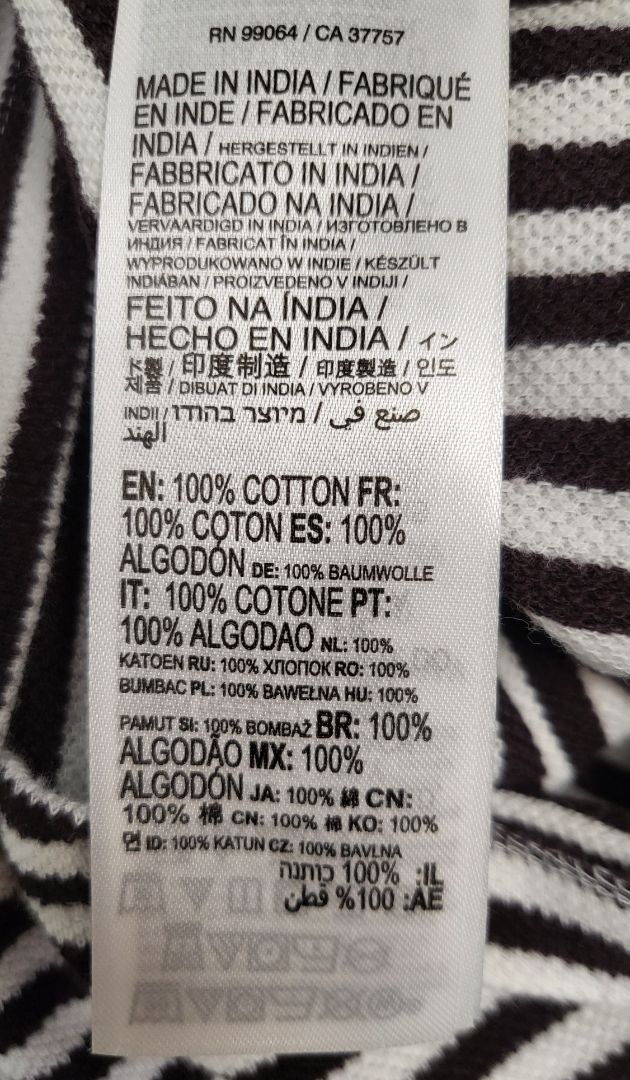 RN 99064 / CA 37757
MADE IN INDIA / FABRIQUÉ
EN INDE / FABRICADO EN
INDIA / HERGESTELLT IN INDIEN /
FABBRICATO IN INDIA /
FABRICADO NA INDIA /
VERVAARDIGD IN INDIA / ИЗГОТОВЛЕНО В
ИНДИЯ / FABRICAT ÎN INDIA /
WYPRODUKOWANO W INDIE / KÉSZÜLT
INDIÁBAN / PROIZVEDENO V INDIJI /
FEITO NA ÍNDIA /
HECHO EN INDIA / イン
ド製 / 印度制造 / 印度製造 / 인도
제품 / DIBUAT DI INDIA / VYROBENO V
INDII / מיוצר בהודו / صنع في
الهند
EN: 100% COTTON FR:
100% COTON ES: 100%
ALGODÓN DE: 100% BAUMWOLLE
IT: 100% COTONE PT:
100% ALGODAO NL: 100%
KATOEN RU: 100% ХЛОПОК RO: 100%
BUMBAC PL: 100% BAWEŁNA HU: 100%
PAMUT SI: 100% BOMBAŽ BR: 100%
ALGODÃO MX: 100%
ALGODÓN JA: 100% 綿 CN:
100% 棉 CN: 100% 棉 KO: 100%
면 ID: 100% KATUN CZ: 100% BAVLNA
IL: 100% כותנה
AE: 100% قطن